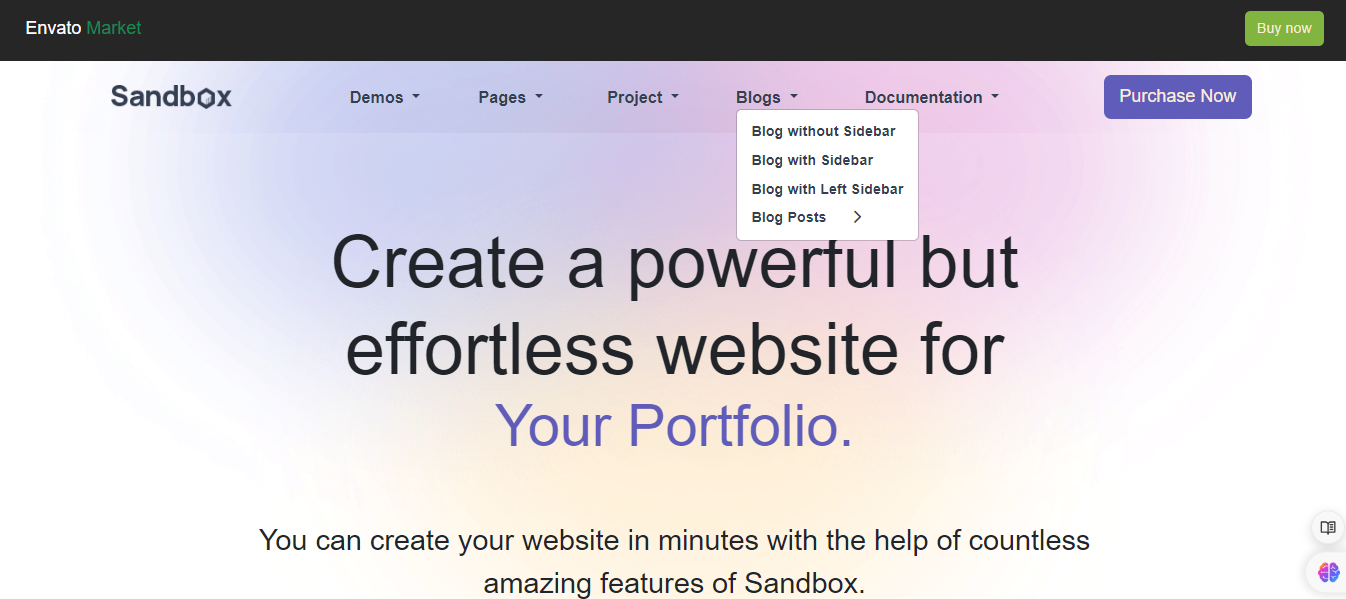 Envato Market
Buy now
Sandbox
Demos
Pages
Project
Blogs
Documentation
Purchase Now
Blog without Sidebar
Blog with Sidebar
Blog with Left Sidebar
Blog Posts
Create a powerful but
effortless website for
Your Portfolio.
You can create your website in minutes with the help of countless
amazing features of Sandbox.